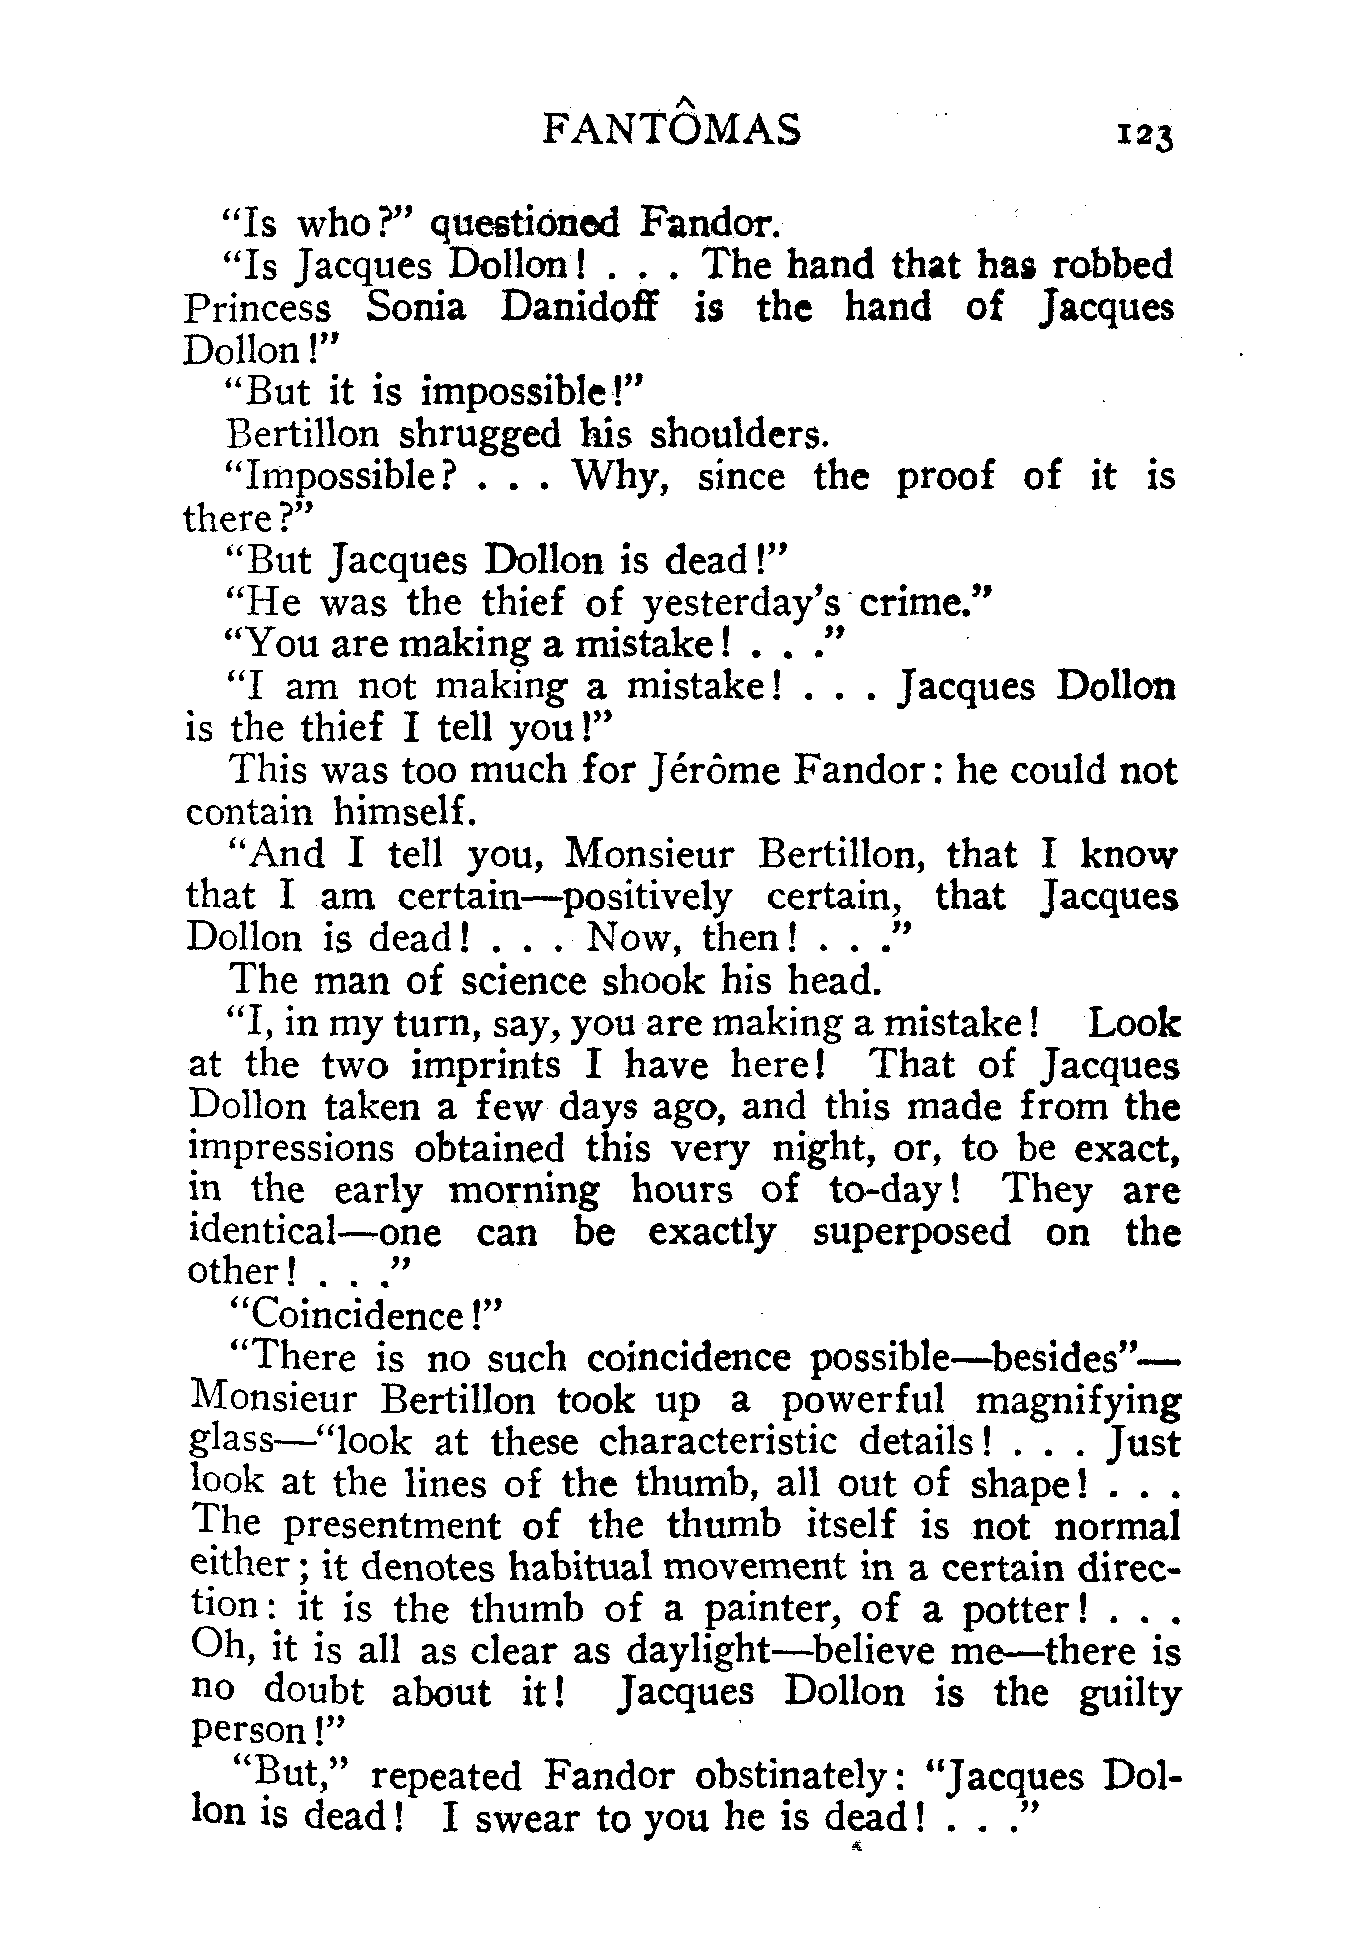 FANTÔMAS 123
“Is who?” questioned Fandor.
“Is Jacques Dollon! . . . The hand that has robbed
Princess Sonia Danidoff is the hand of Jacques
Dollon!”
“But it is impossible!”
Bertillon shrugged his shoulders.
“Impossible? . . . Why, since the proof of it is
there?”
“But Jacques Dollon is dead!”
“He was the thief of yesterday’s crime.”
“You are making a mistake! . . .”
“I am not making a mistake! . . . Jacques Dollon
is the thief I tell you!”
This was too much for Jérôme Fandor: he could not
contain himself.
“And I tell you, Monsieur Bertillon, that I know
that I am certain—positively certain, that Jacques
Dollon is dead! . . . Now, then! . . .”
The man of science shook his head.
“I, in my turn, say, you are making a mistake! Look
at the two imprints I have here! That of Jacques
Dollon taken a few days ago, and this made from the
impressions obtained this very night, or, to be exact,
in the early morning hours of to-day! They are
identical—one can be exactly superposed on the
other! . . .”
“Coincidence!”
“There is no such coincidence possible—besides”—
Monsieur Bertillon took up a powerful magnifying
glass—“look at these characteristic details! . . . Just
look at the lines of the thumb, all out of shape! . . .
The presentment of the thumb itself is not normal
either; it denotes habitual movement in a certain direc-
tion: it is the thumb of a painter, of a potter! . . .
Oh, it is all as clear as daylight—believe me—there is
no doubt about it! Jacques Dollon is the guilty
person!”
“But,” repeated Fandor obstinately: “Jacques Dol-
lon is dead! I swear to you he is dead! . . .”